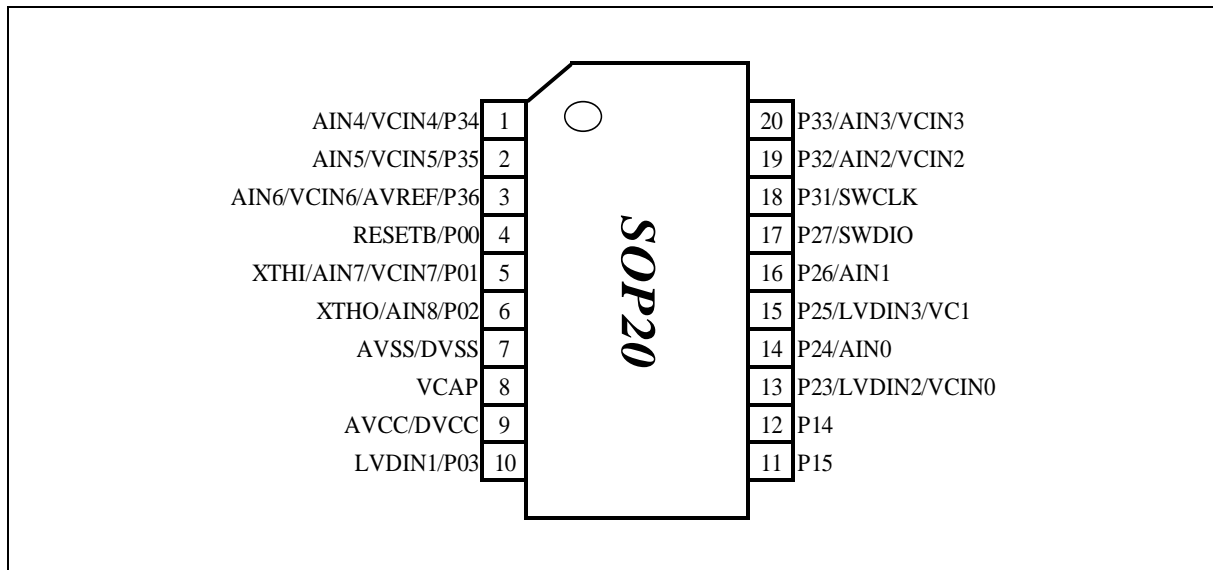 AIN4/VCIN4/P34 1
AIN5/VCIN5/P35 2
AIN6/VCIN6/AVREF/P36 3
RESETB/P00 4
XTHI/AIN7/VCIN7/P01 5
XTHO/AIN8/P02 6
AVSS/DVSS 7
VCAP 8
AVCC/DVCC 9
LVDIN1/P03 10
SOP20
20 P33/AIN3/VCIN3
19 P32/AIN2/VCIN2
18 P31/SWCLK
17 P27/SWDIO
16 P26/AIN1
15 P25/LVDIN3/VC1
14 P24/AIN0
13 P23/LVDIN2/VCIN0
12 P14
11 P15